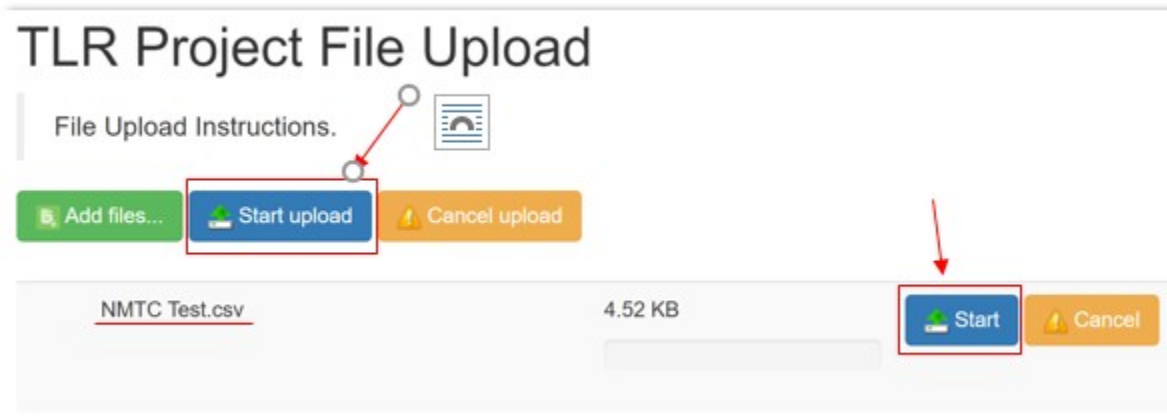 TLR Project File Upload
File Upload Instructions.
Add files... Start upload Cancel upload
NMTC Test.csv 4.52 KB Start Cancel